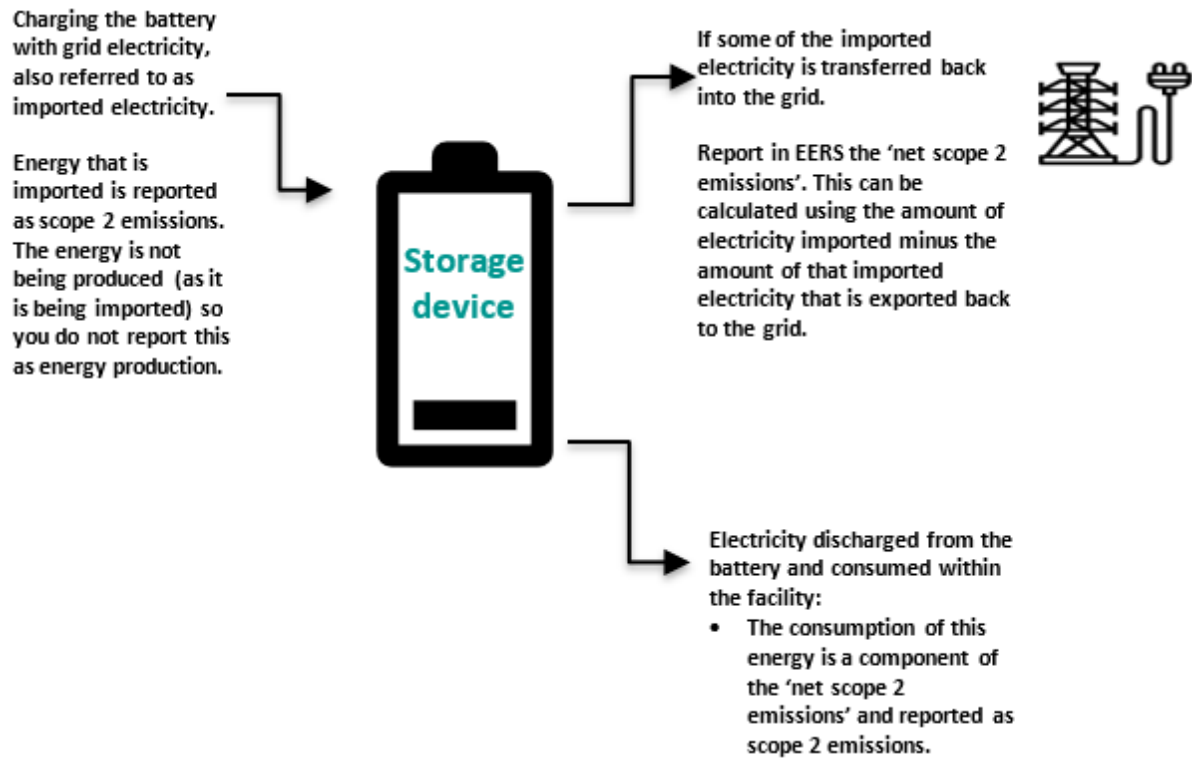 Charging the battery
with grid electricity,
also referred to as
imported electricity.
Energy that is
imported is reported
as scope 2 emissions.
The energy is not
being produced (as it
is being imported) so
you do not report this
as energy production.
Storage
device
If some of the imported
electricity is transferred back
into the grid.
Report in EERS the ‘net scope 2
emissions’. This can be
calculated using the amount of
electricity imported minus the
amount of that imported
electricity that is exported back
to the grid.
Electricity discharged from the
battery and consumed within
the facility:
• The consumption of this
energy is a component of
the ‘net scope 2
emissions’ and reported as
scope 2 emissions.